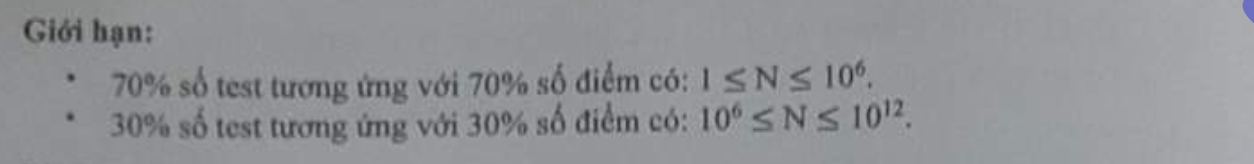 Giới hạn:
• 70% số test tương ứng với 70% số điểm có: 1 ≤ N ≤ 10⁶.
• 30% số test tương ứng với 30% số điểm có: 10⁶ ≤ N ≤ 10¹².